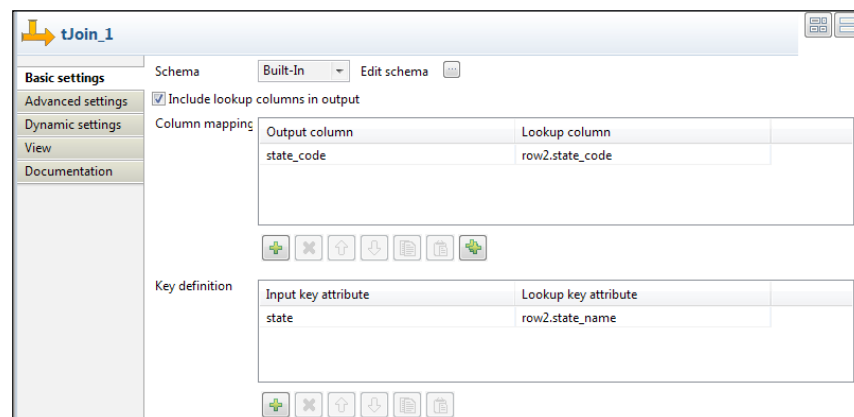 tJoin_1
Basic settings
Advanced settings
Dynamic settings
View
Documentation
Schema Built-In Edit schema ...
Include lookup columns in output
Column mapping
Output column Lookup column
state_code row2.state_code
Key definition
Input key attribute Lookup key attribute
state row2.state_name